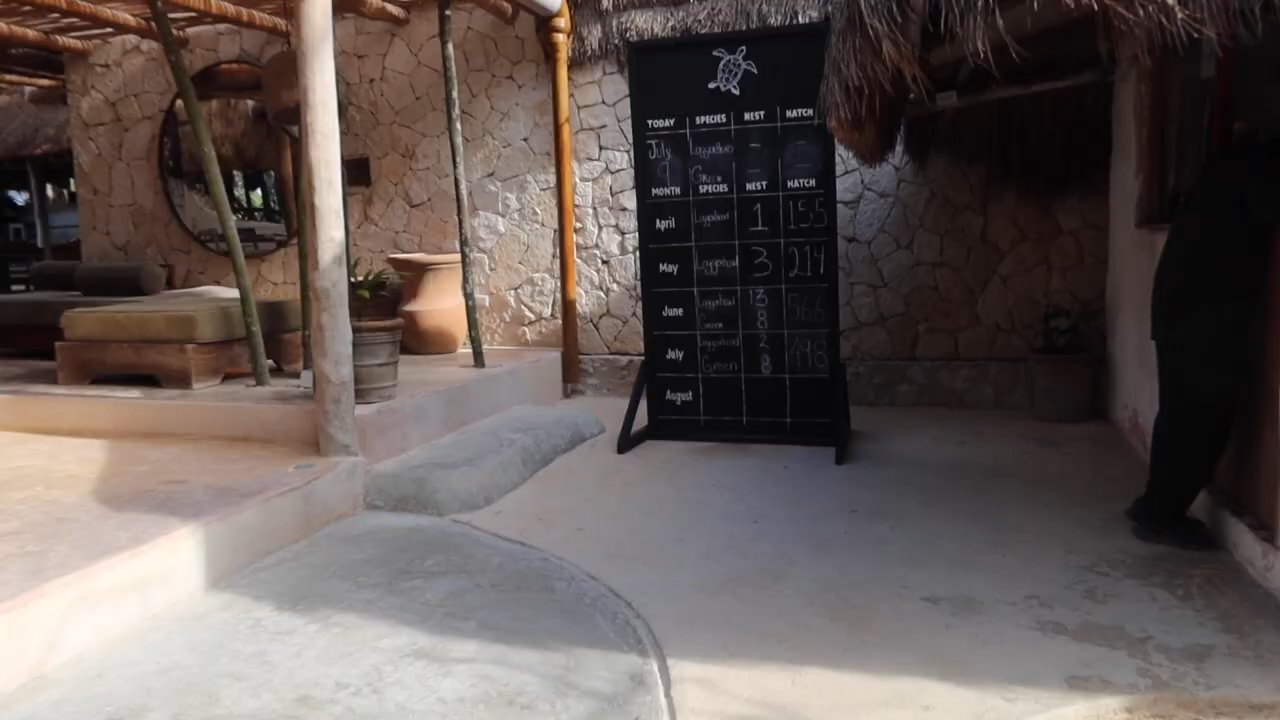 TODAY SPECIES NEST HATCH
July Loggerhead - -
9 Green -
MONTH SPECIES NEST HATCH
April Loggerhead 1 155
May Loggerhead 3 214
June Loggerhead 13 566
Green 8
July Loggerhead 2 498
Green 8
August